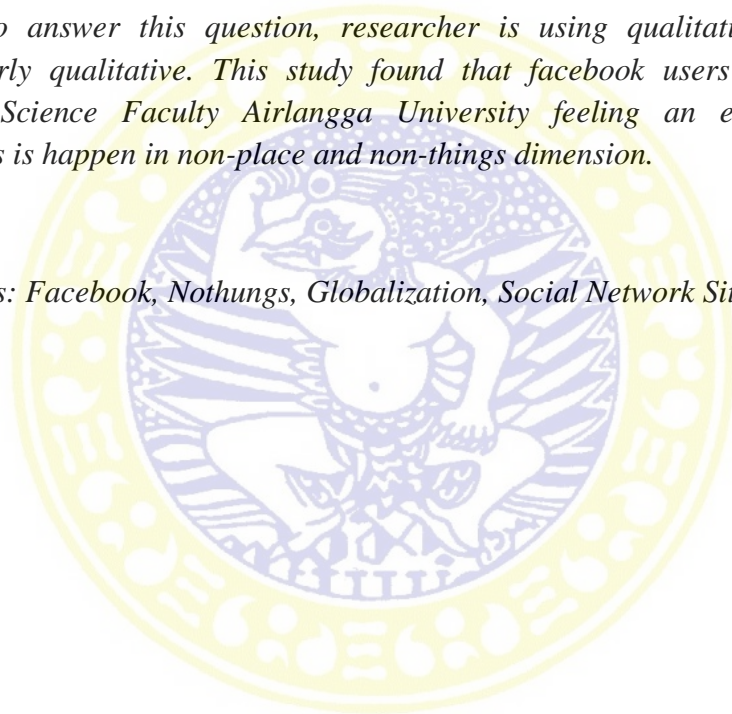 o answer this question, researcher is using qualitati
rly qualitative. This study found that facebook users
Science Faculty Airlangga University feeling an e
s is happen in non-place and non-things dimension.
s: Facebook, Nothungs, Globalization, Social Network Sit